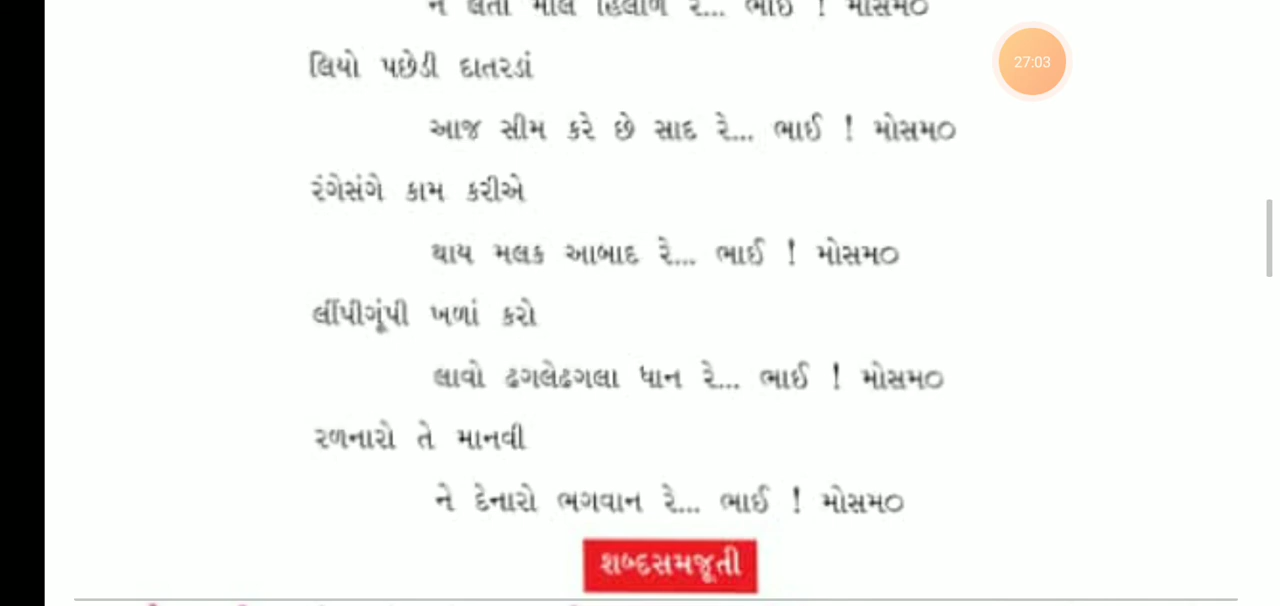 ને લેતો મોલ હિલોળ રે... ભાઈ ! મોસમ૦
27:03
લિયો પછેડી દાતરડાં
આજ સીમ કરે છે સાદ રે... ભાઈ ! મોસમ૦
રંગેસંગે કામ કરીએ
થાય મલક આબાદ રે... ભાઈ ! મોસમ૦
લીંપીગૂંપી ખળાં કરો
લાવો ઢગલેઢગલા ધાન રે... ભાઈ ! મોસમ૦
રળનારો તે માનવી
ને દેનારો ભગવાન રે... ભાઈ ! મોસમ૦
શબ્દસમજૂતી